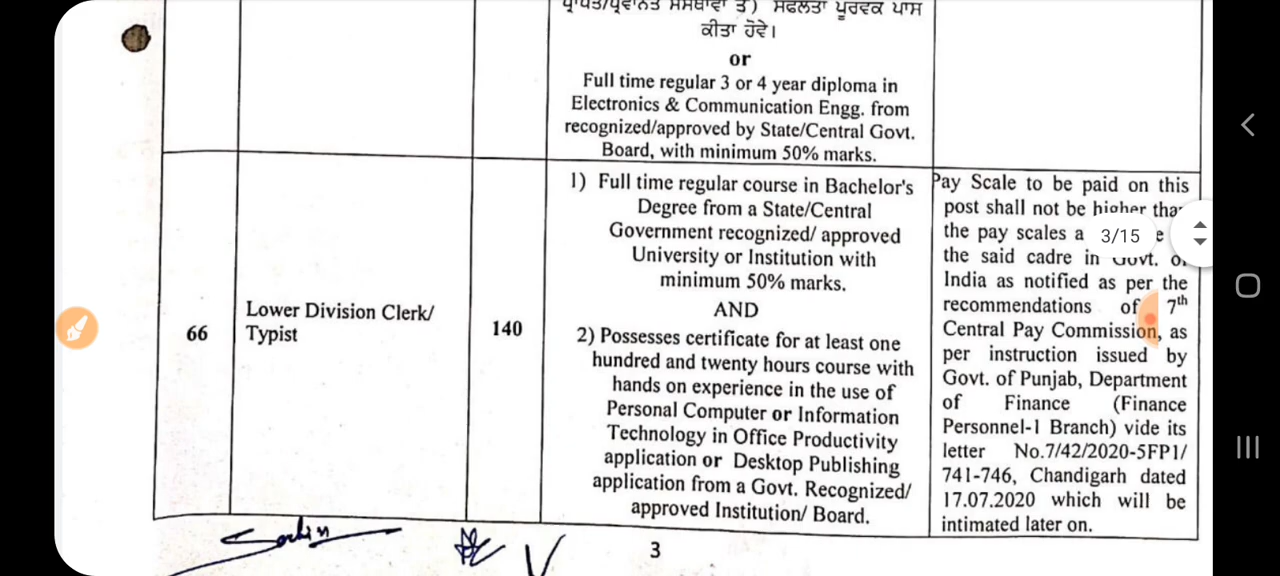 ਸਫਲਤਾ ਪੂਰਵਕ ਪਾਸ
ਕੀਤਾ ਹੋਵੇ।
or
Full time regular 3 or 4 year diploma in
Electronics & Communication Engg. from
recognized/approved by State/Central Govt.
Board, with minimum 50% marks.
66
Lower Division Clerk/
Typist
140
1) Full time regular course in Bachelor's
Degree from a State/Central
Government recognized/ approved
University or Institution with
minimum 50% marks.
AND
2) Possesses certificate for at least one
hundred and twenty hours course with
hands on experience in the use of
Personal Computer or Information
Technology in Office Productivity
application or Desktop Publishing
application from a Govt. Recognized/
approved Institution/ Board.
Pay Scale to be paid on this
post shall not be higher than
the pay scales a
the said cadre in Govt. of
India as notified as per the
recommendations of 7th
Central Pay Commission, as
per instruction issued by
Govt. of Punjab, Department
of Finance (Finance
Personnel-1 Branch) vide its
letter No.7/42/2020-5FP1/
741-746, Chandigarh dated
17.07.2020 which will be
intimated later on.
3/15
3